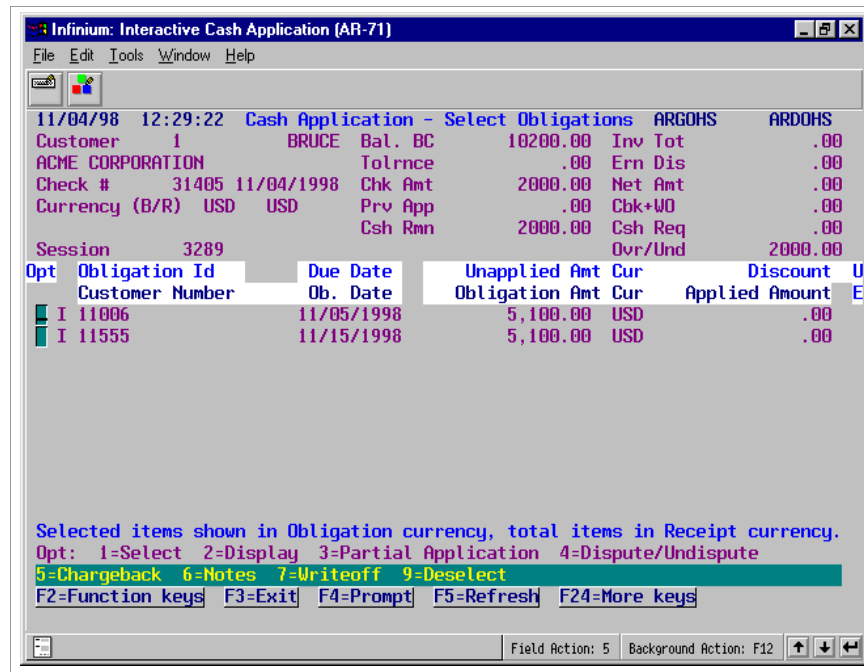 Infinium: Interactive Cash Application (AR-71)
File Edit Tools Window Help
11/04/98 12:29:22 Cash Application - Select Obligations ARGOHS ARDOHS
Customer 1 BRUCE Bal. BC 10200.00 Inv Tot .00
ACME CORPORATION Tolrnce .00 Ern Dis .00
Check # 31405 11/04/1998 Chk Amt 2000.00 Net Amt .00
Currency (B/R) USD USD Prv App .00 Cbk+WO .00
Csh Rmn 2000.00 Csh Req .00
Session 3289 Ovr/Und 2000.00
Opt Obligation Id Due Date Unapplied Amt Cur Discount U
Customer Number Ob. Date Obligation Amt Cur Applied Amount E
I 11006 11/05/1998 5,100.00 USD .00
I 11555 11/15/1998 5,100.00 USD .00
Selected items shown in Obligation currency, total items in Receipt currency.
Opt: 1=Select 2=Display 3=Partial Application 4=Dispute/Undispute
5=Chargeback 6=Notes 7=Writeoff 9=Deselect
F2=Function keys F3=Exit F4=Prompt F5=Refresh F24=More keys
Field Action: 5 Background Action: F12